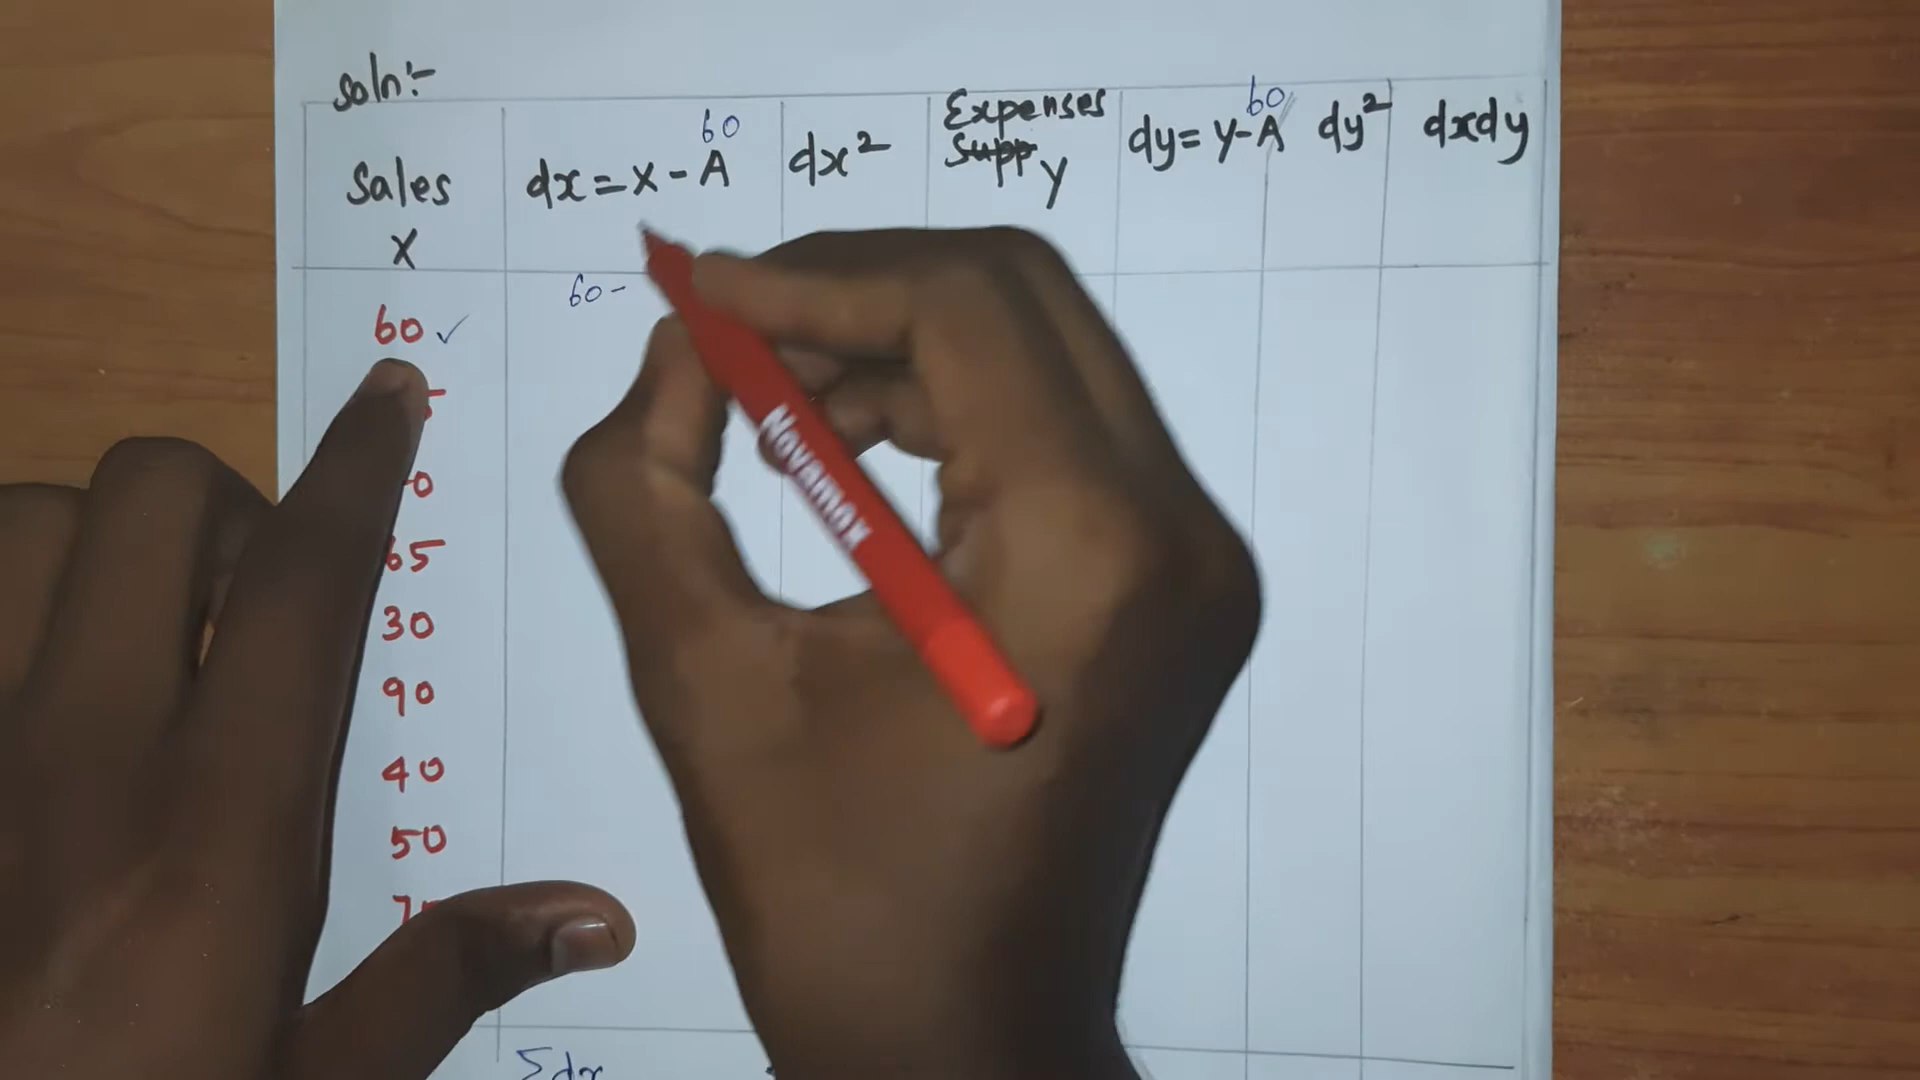 soln:-
Sales
X
60
dx = x - A
dx²
Expenses
Supp y
60
dy = y-A
dy²
dxdy
60 -
60 ✓
65
30
90
40
50
Σdx
Novamax